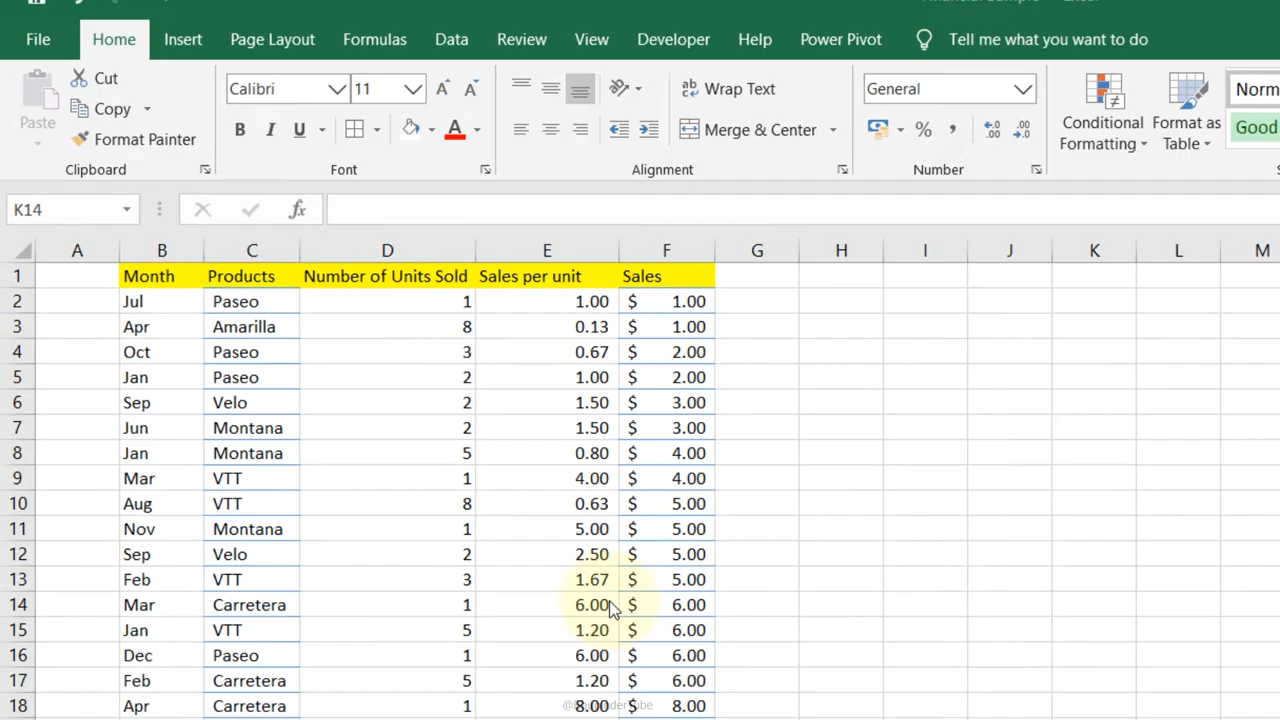 File Home Insert Page Layout Formulas Data Review View Developer Help Power Pivot Tell me what you want to do
Cut
Copy
Format Painter
Paste
Clipboard
Calibri 11
B I U A
Font
ab Wrap Text
Merge & Center
Alignment
General
% ,
Number
Conditional Formatting
Format as Table
Norm
Good
K14 fx
A B C D E F G H I J K L M
1 Month Products Number of Units Sold Sales per unit Sales
2 Jul Paseo 1 1.00 $ 1.00
3 Apr Amarilla 8 0.13 $ 1.00
4 Oct Paseo 3 0.67 $ 2.00
5 Jan Paseo 2 1.00 $ 2.00
6 Sep Velo 2 1.50 $ 3.00
7 Jun Montana 2 1.50 $ 3.00
8 Jan Montana 5 0.80 $ 4.00
9 Mar VTT 1 4.00 $ 4.00
10 Aug VTT 8 0.63 $ 5.00
11 Nov Montana 1 5.00 $ 5.00
12 Sep Velo 2 2.50 $ 5.00
13 Feb VTT 3 1.67 $ 5.00
14 Mar Carretera 1 6.00 $ 6.00
15 Jan VTT 5 1.20 $ 6.00
16 Dec Paseo 1 6.00 $ 6.00
17 Feb Carretera 5 1.20 $ 6.00
18 Apr Carretera 1 8.00 $ 8.00